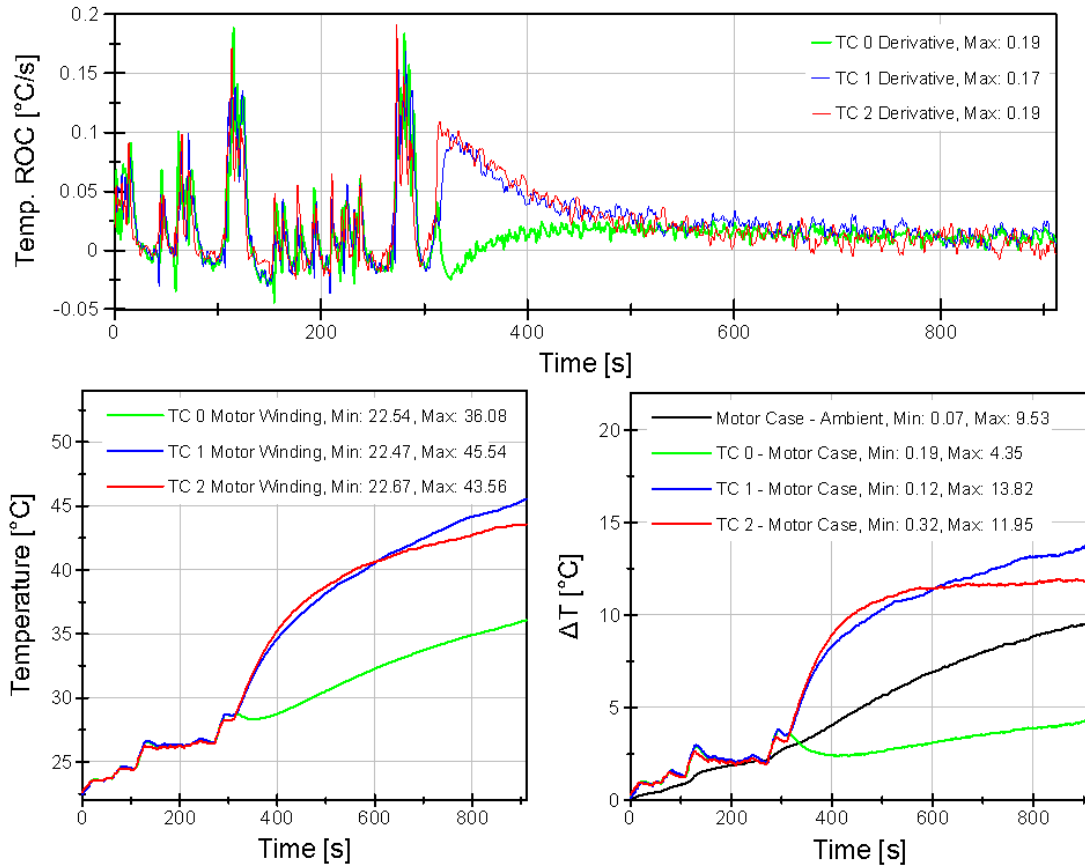 0.2
0.15
0.1
0.05
0
-0.05
Temp. ROC [°C/s]
TC 0 Derivative, Max: 0.19
TC 1 Derivative, Max: 0.17
TC 2 Derivative, Max: 0.19
0 200 400 600 800
Time [s]
50
45
40
35
30
25
Temperature [°C]
TC 0 Motor Winding, Min: 22.54, Max: 36.08
TC 1 Motor Winding, Min: 22.47, Max: 45.54
TC 2 Motor Winding, Min: 22.67, Max: 43.56
0 200 400 600 800
Time [s]
20
15
10
5
0
ΔT [°C]
Motor Case - Ambient, Min: 0.07, Max: 9.53
TC 0 - Motor Case, Min: 0.19, Max: 4.35
TC 1 - Motor Case, Min: 0.12, Max: 13.82
TC 2 - Motor Case, Min: 0.32, Max: 11.95
0 200 400 600 800
Time [s]